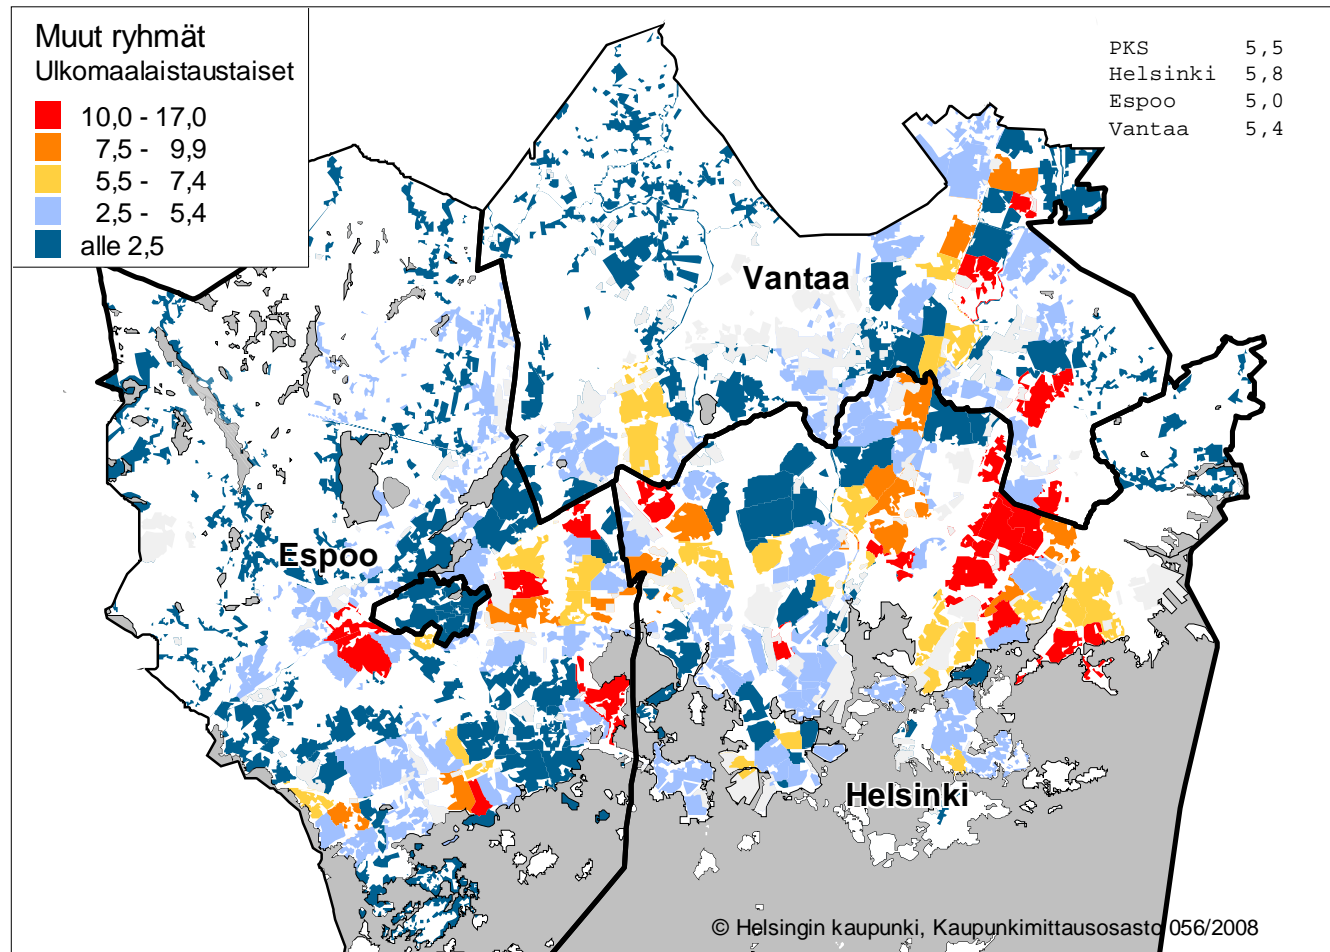 Muut ryhmät
Ulkomaalaistaustaiset
10,0 - 17,0
7,5 - 9,9
5,5 - 7,4
2,5 - 5,4
alle 2,5
PKS 5,5
Helsinki 5,8
Espoo 5,0
Vantaa 5,4
Vantaa
Espoo
Helsinki
© Helsingin kaupunki, Kaupunkimittausosasto 056/2008